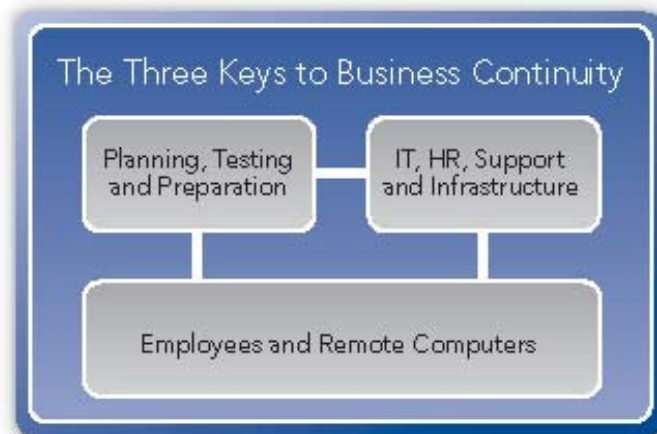 The Three Keys to Business Continuity
Planning, Testing
and Preparation
IT, HR, Support
and Infrastructure
Employees and Remote Computers